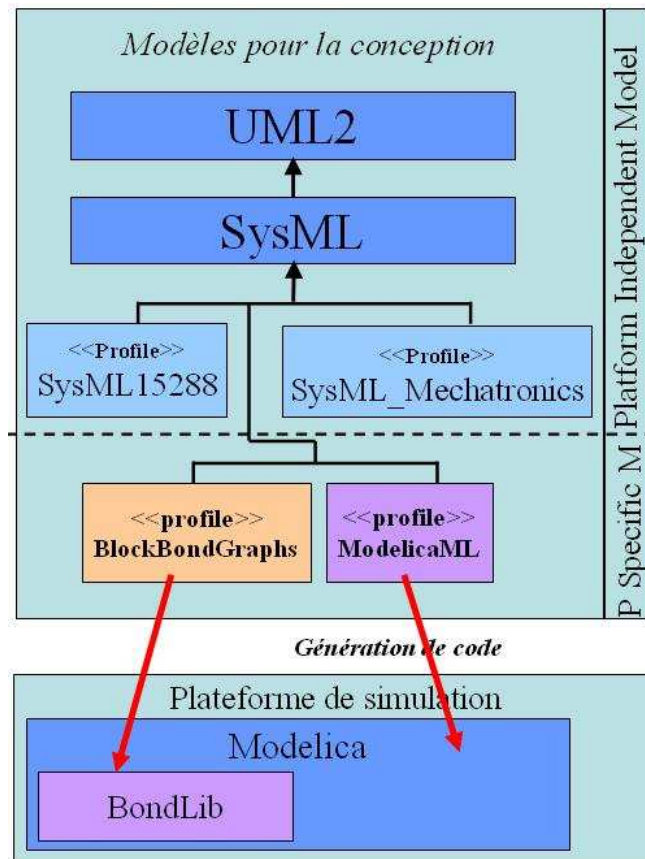 Modèles pour la conception
UML2
SysML
<<Profile>>
SysML15288
<<Profile>>
SysML_Mechatronics
Platform Independent Model
<<profile>>
BlockBondGraphs
<<profile>>
ModelicaML
P Specific M
Génération de code
Plateforme de simulation
Modelica
BondLib